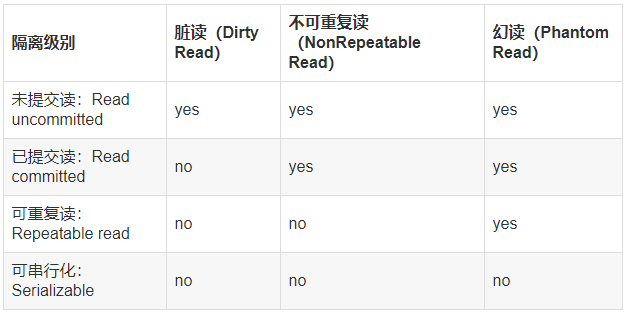 隔离级别 脏读（Dirty Read） 不可重复读（NonRepeatable Read） 幻读（Phantom Read）
未提交读：Read uncommitted yes yes yes
已提交读：Read committed no yes yes
可重复读：Repeatable read no no yes
可串行化：Serializable no no no